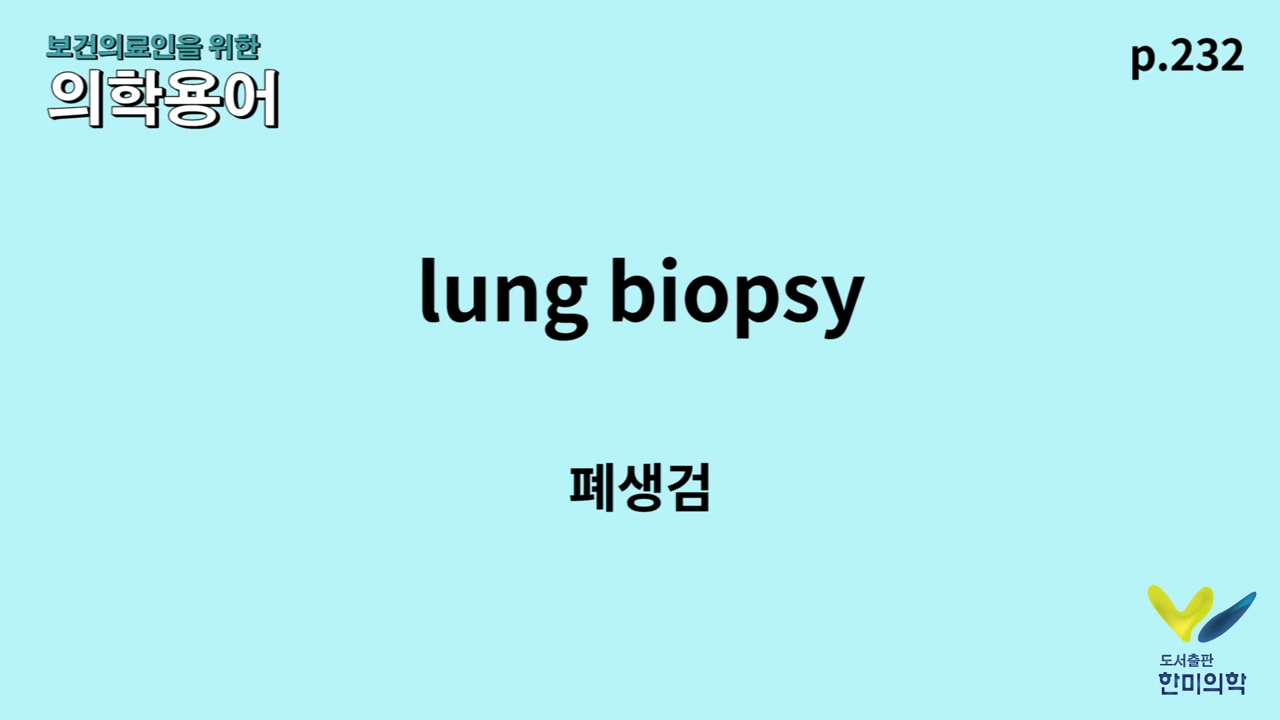 보건의료인을 위한
의학용어
p.232
lung biopsy
폐생검
도서출판
한미의학